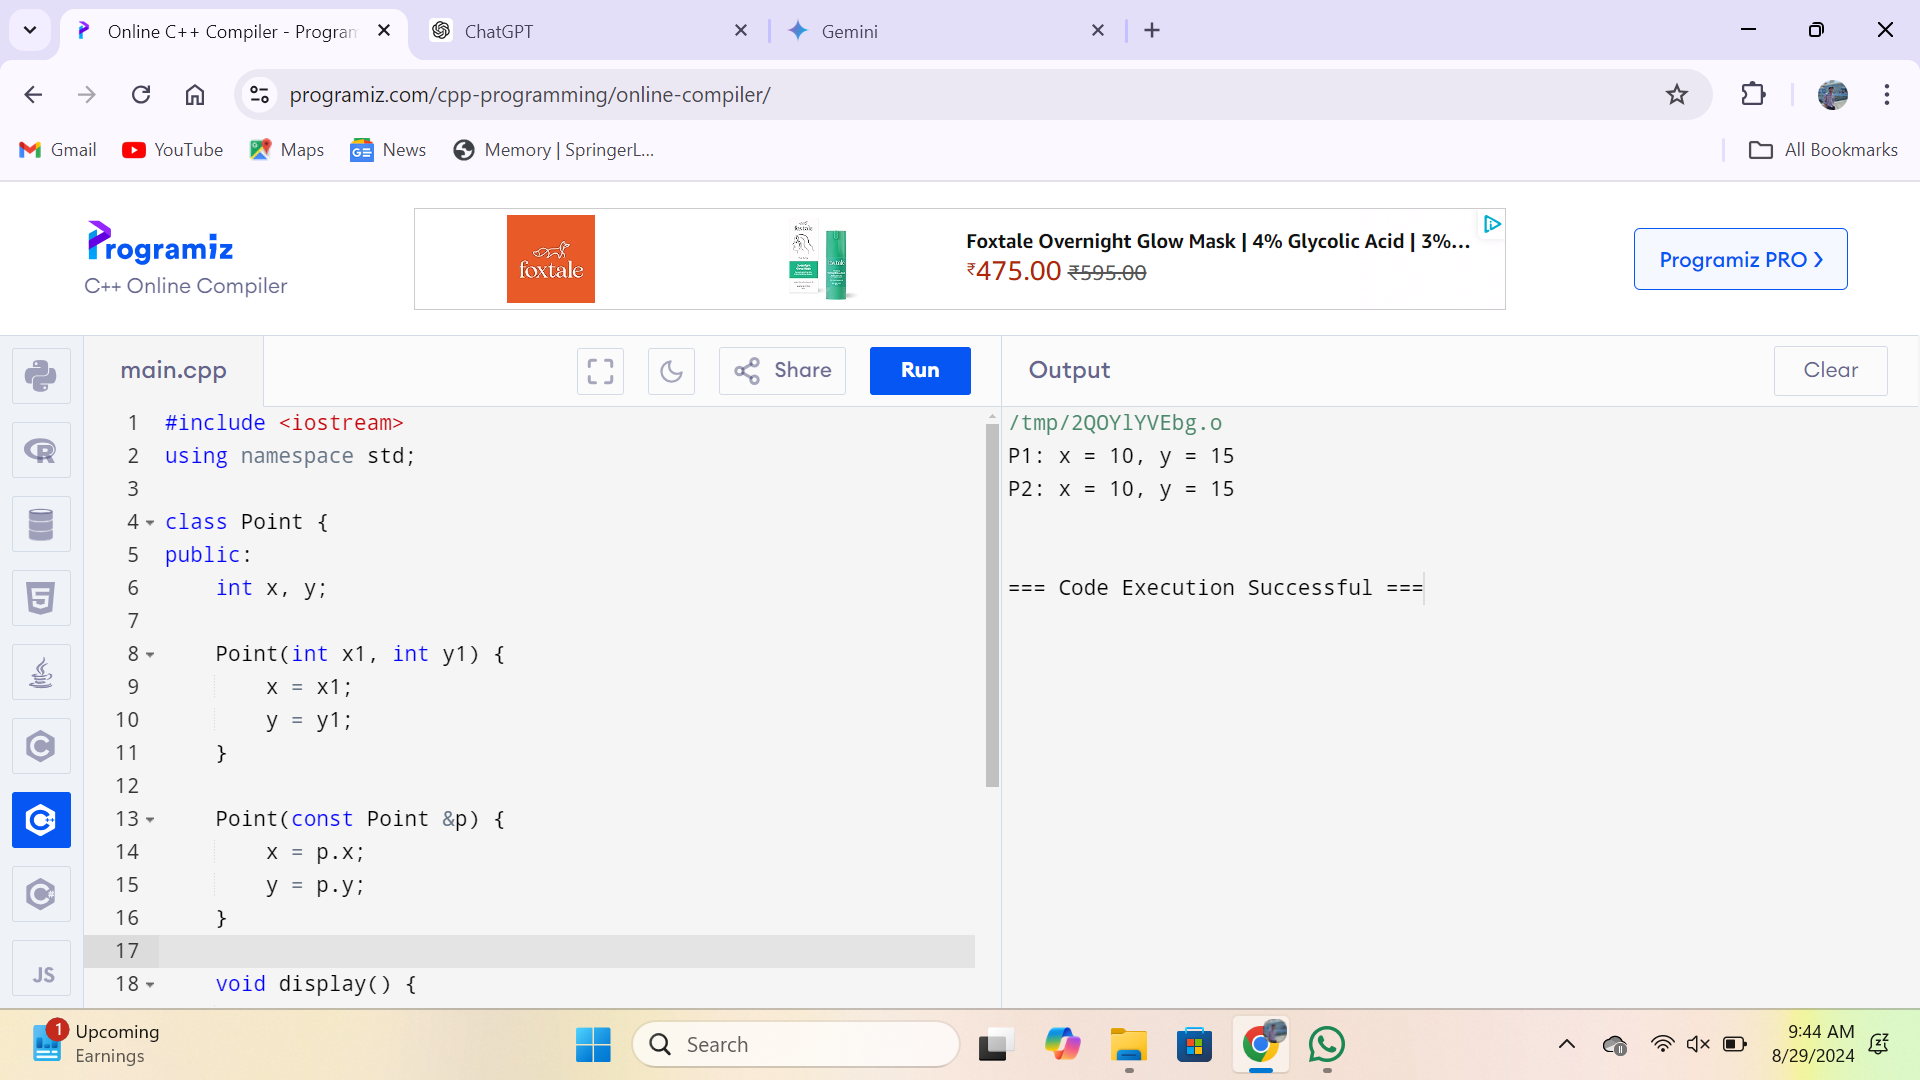 Online C++ Compiler - Program
ChatGPT
Gemini
programiz.com/cpp-programming/online-compiler/
Gmail
YouTube
Maps
News
Memory | SpringerL...
All Bookmarks
Programiz
C++ Online Compiler
foxtale
Foxtale Overnight Glow Mask | 4% Glycolic Acid | 3%...
₹475.00 ₹595.00
Programiz PRO ›
main.cpp
Share
Run
Output
Clear
1 #include <iostream>
2 using namespace std;
3
4 class Point {
5 public:
6     int x, y;
7
8     Point(int x1, int y1) {
9         x = x1;
10         y = y1;
11     }
12
13     Point(const Point &p) {
14         x = p.x;
15         y = p.y;
16     }
17
18     void display() {
/tmp/2QOYlYVEbg.o
P1: x = 10, y = 15
P2: x = 10, y = 15
=== Code Execution Successful ===
JS
1
Upcoming
Earnings
Search
9:44 AM
8/29/2024